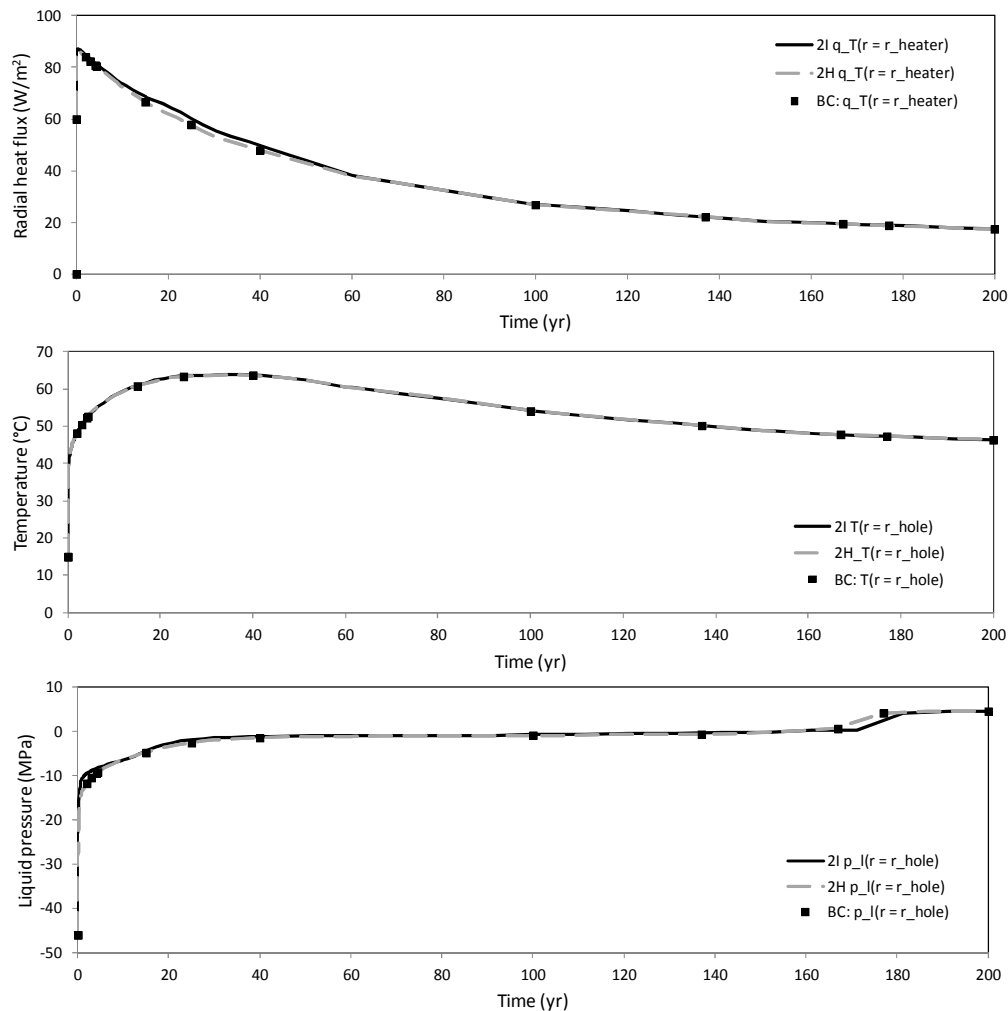 100
80
60
40
20
0
Radial heat flux (W/m²)
2I q_T(r = r_heater)
2H q_T(r = r_heater)
BC: q_T(r = r_heater)
0 20 40 60 80 100 120 140 160 180 200
Time (yr)
70
60
50
40
30
20
10
0
Temperature (°C)
2I T(r = r_hole)
2H_T(r = r_hole)
BC: T(r = r_hole)
0 20 40 60 80 100 120 140 160 180 200
Time (yr)
10
0
-10
-20
-30
-40
-50
Liquid pressure (MPa)
2I p_l(r = r_hole)
2H p_l(r = r_hole)
BC: p_l(r = r_hole)
0 20 40 60 80 100 120 140 160 180 200
Time (yr)